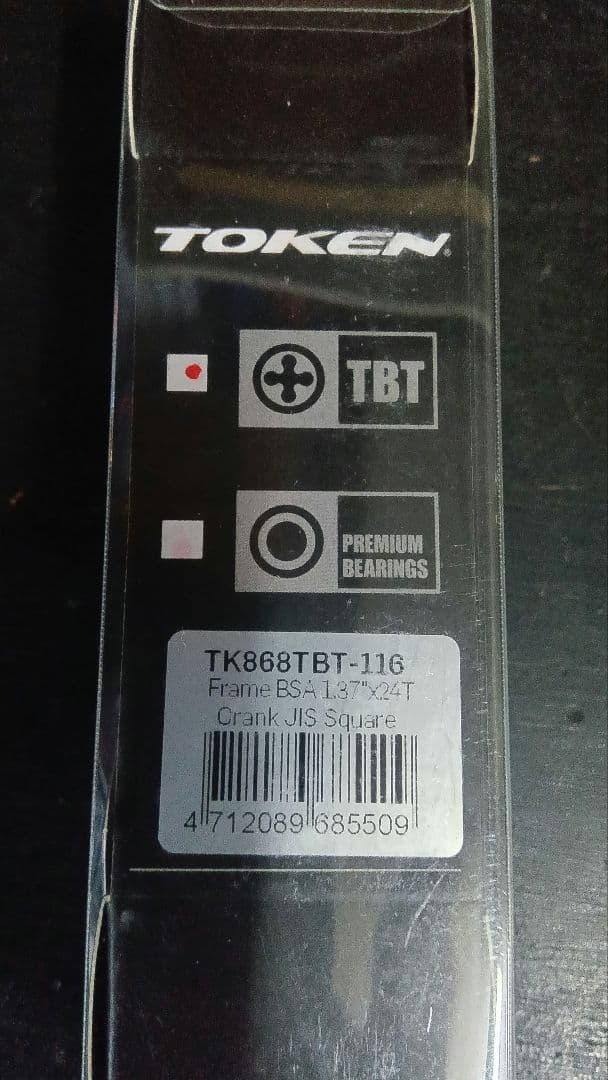 TOKEN®
TBT
PREMIUM
BEARINGS
TK868TBT-116
Frame BSA 1.37"x24T
Crank JIS Square
4 712089 685509